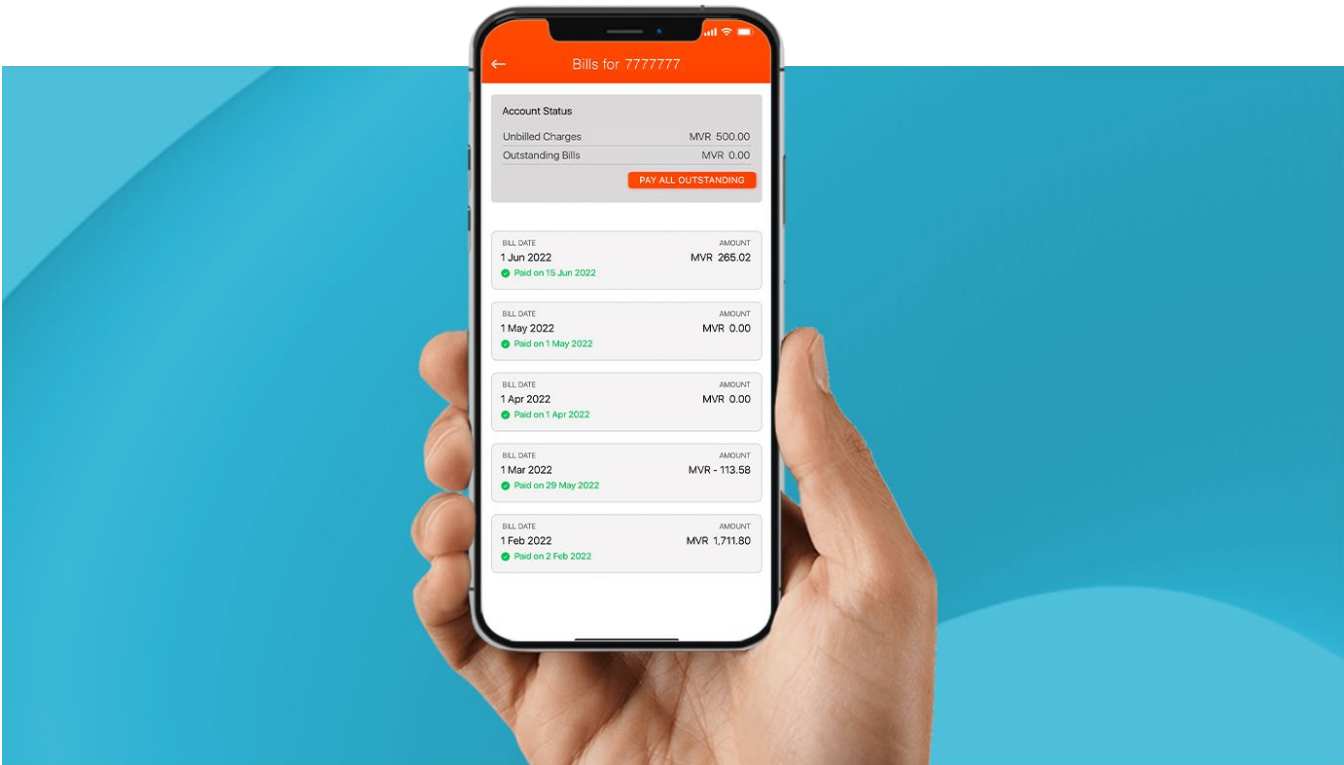 Bills for 7777777
Account Status
Unbilled Charges MVR 500.00
Outstanding Bills MVR 0.00
PAY ALL OUTSTANDING
BILL DATE AMOUNT
1 Jun 2022 MVR 265.02
Paid on 15 Jun 2022
BILL DATE AMOUNT
1 May 2022 MVR 0.00
Paid on 1 May 2022
BILL DATE AMOUNT
1 Apr 2022 MVR 0.00
Paid on 1 Apr 2022
BILL DATE AMOUNT
1 Mar 2022 MVR - 113.58
Paid on 29 May 2022
BILL DATE AMOUNT
1 Feb 2022 MVR 1,711.80
Paid on 2 Feb 2022